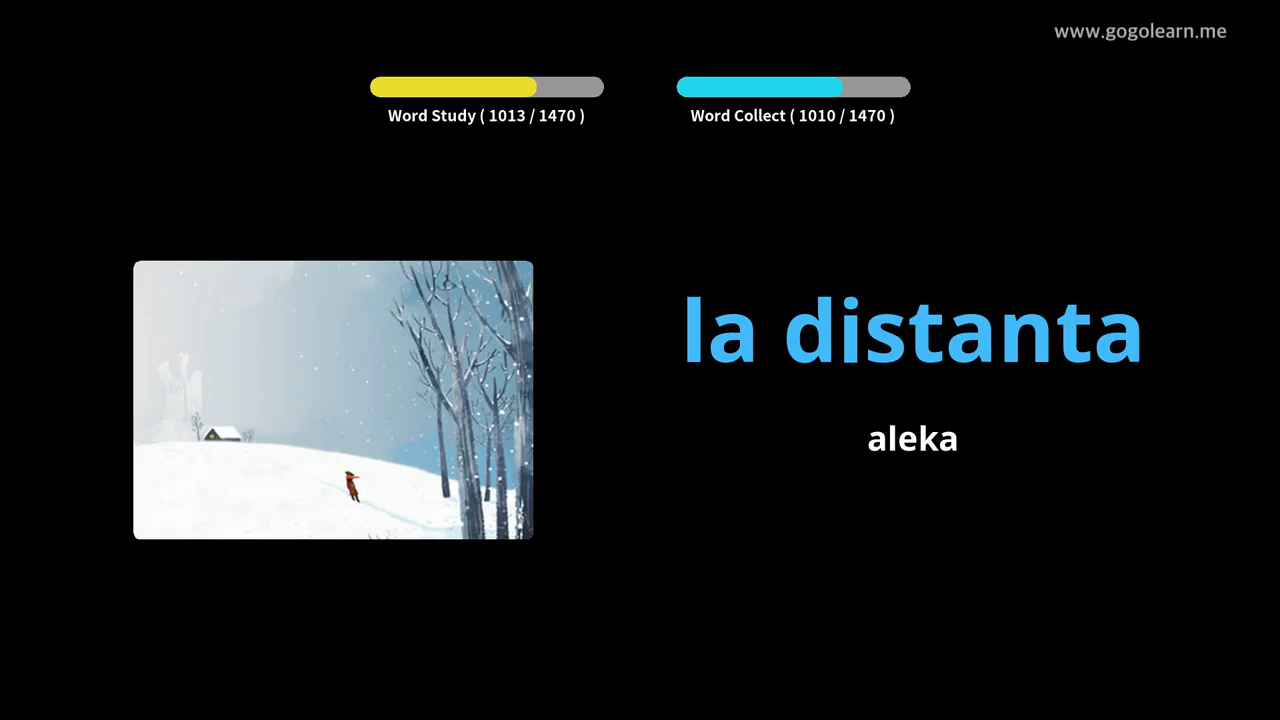 www.gogolearn.me
Word Study ( 1013 / 1470 )
Word Collect ( 1010 / 1470 )
la distanta
aleka